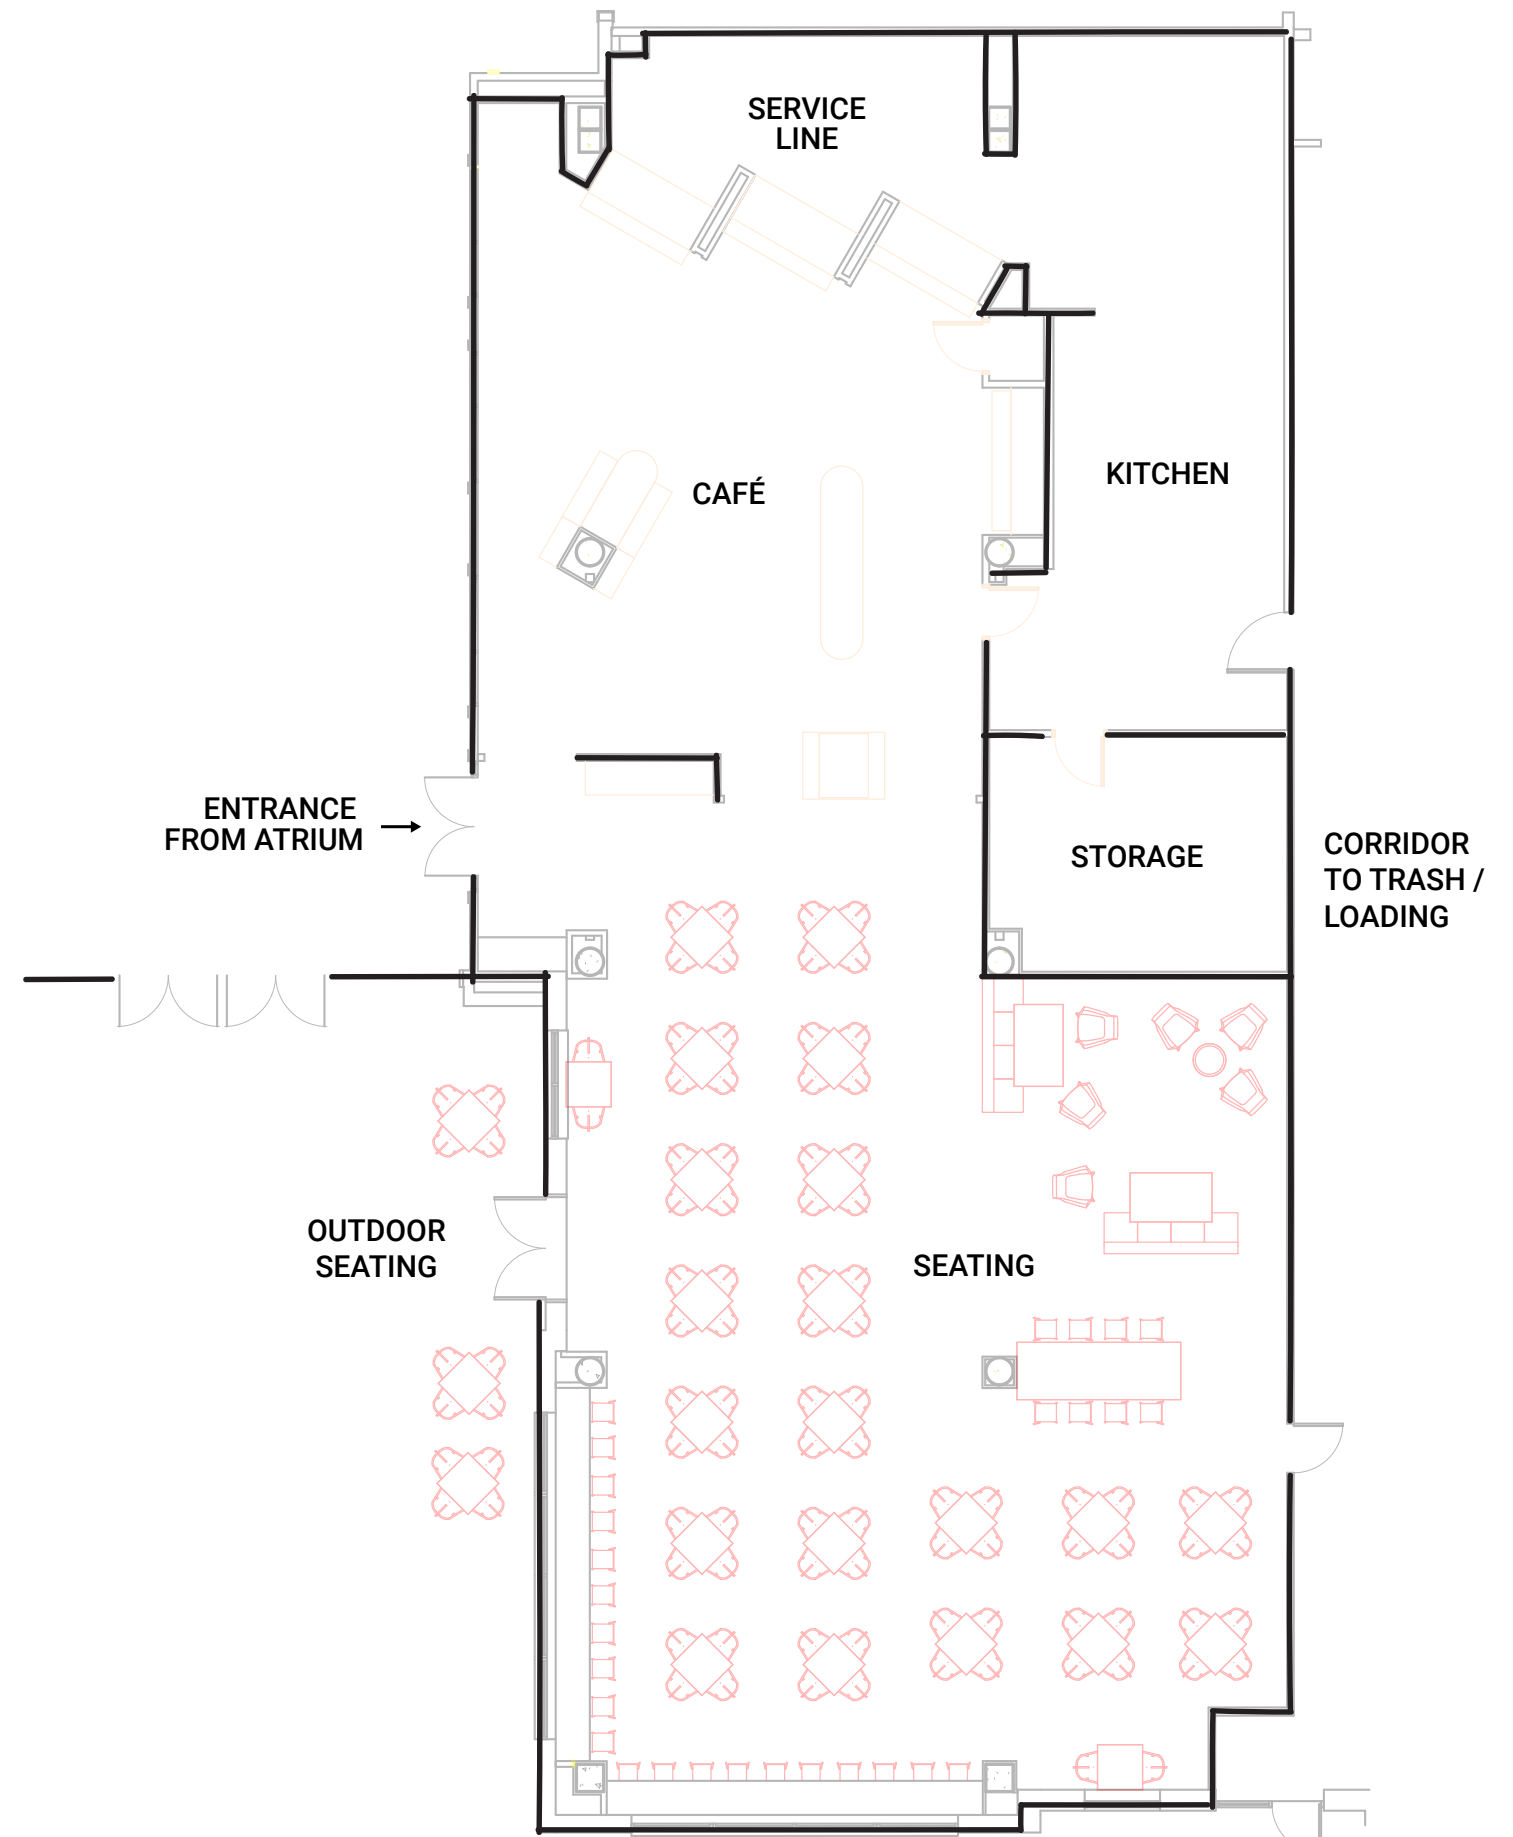 SERVICE
LINE
CAFÉ
KITCHEN
ENTRANCE
FROM ATRIUM
STORAGE
CORRIDOR
TO TRASH /
LOADING
OUTDOOR
SEATING
SEATING